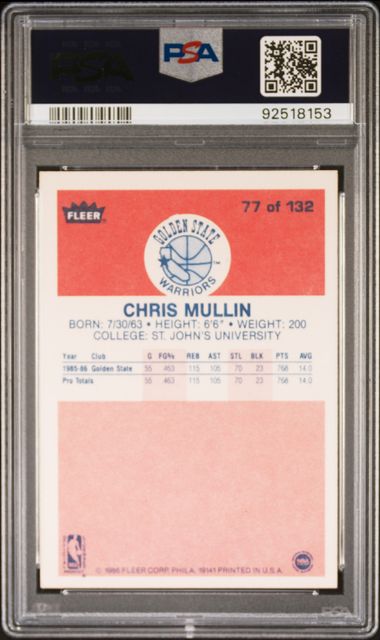 PSA
PSA
92518153
FLEER
77 of 132
GOLDEN STATE
WARRIORS
TM
CHRIS MULLIN
BORN: 7/30/63 • HEIGHT: 6'6" • WEIGHT: 200
COLLEGE: ST. JOHN'S UNIVERSITY
Year Club G FG% REB AST STL BLK PTS AVG
1985-86 Golden State 55 .463 115 105 70 23 768 14.0
Pro Totals 55 .463 115 105 70 23 768 14.0
NBA
© 1986 FLEER CORP. PHILA. 19141 PRINTED IN U.S.A.